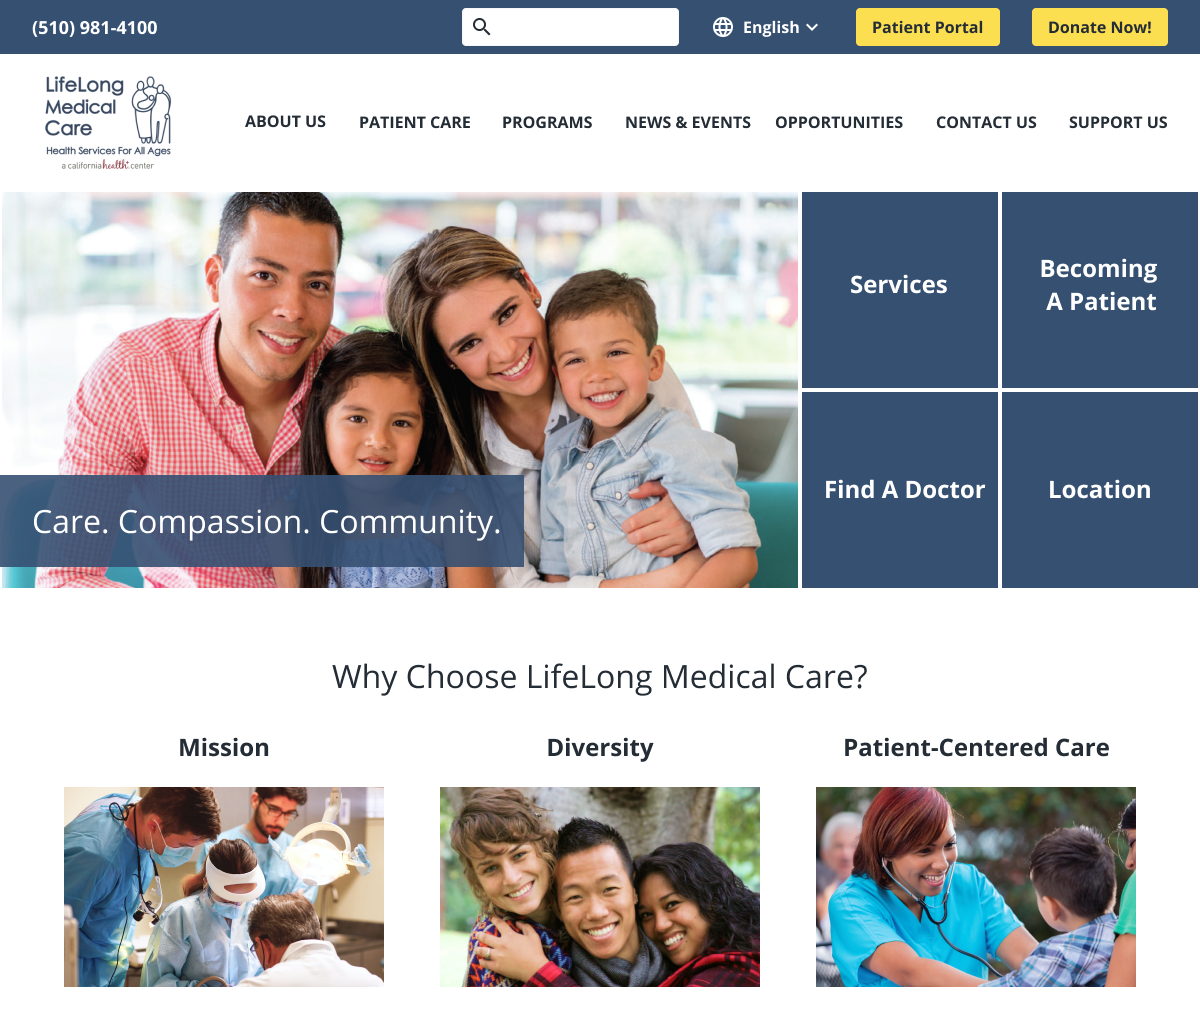 (510) 981-4100
English
Patient Portal
Donate Now!
LifeLong
Medical
Care
Health Services For All Ages
a california health+ center
ABOUT US
PATIENT CARE
PROGRAMS
NEWS & EVENTS
OPPORTUNITIES
CONTACT US
SUPPORT US
Care. Compassion. Community.
Services
Becoming
A Patient
Find A Doctor
Location
Why Choose LifeLong Medical Care?
Mission
Diversity
Patient-Centered Care